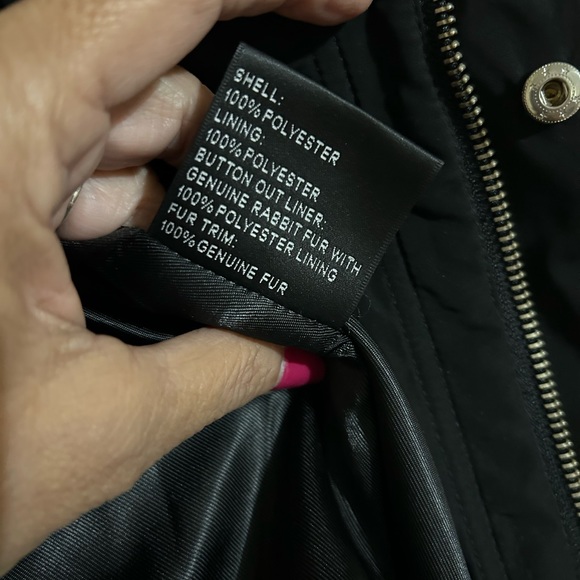 SHELL:
100% POLYESTER
LINING:
100% POLYESTER
BUTTON OUT LINER:
GENUINE RABBIT FUR WITH
100% POLYESTER LINING
FUR TRIM:
100% GENUINE FUR